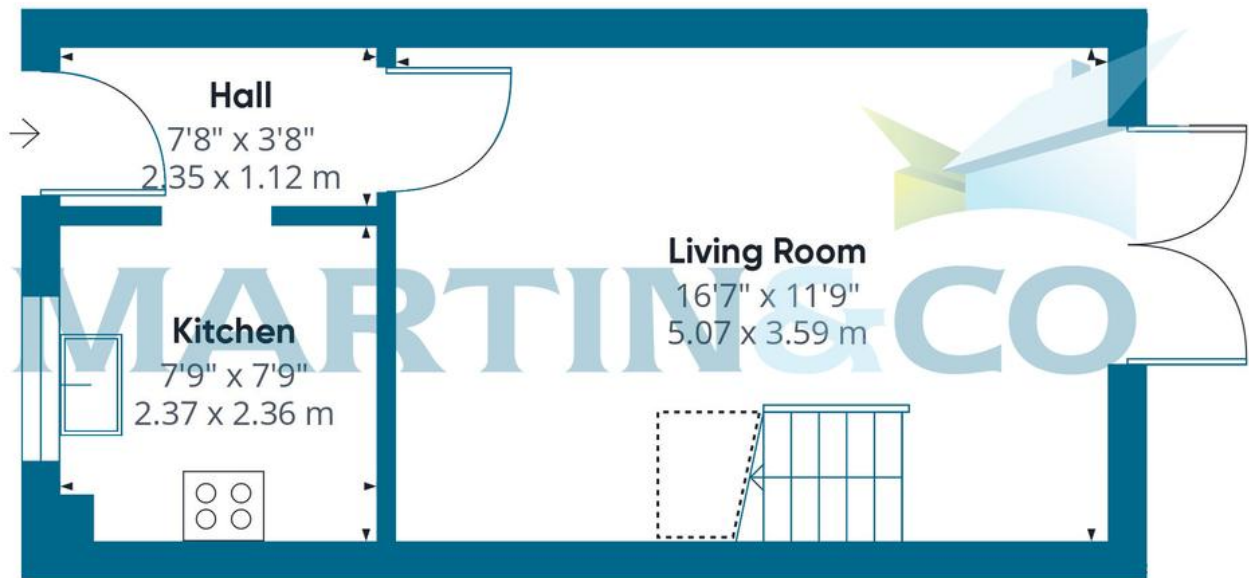 Hall
7'8" x 3'8"
2.35 x 1.12 m
Living Room
16'7" x 11'9"
5.07 x 3.59 m
MARTIN&CO
Kitchen
7'9" x 7'9"
2.37 x 2.36 m